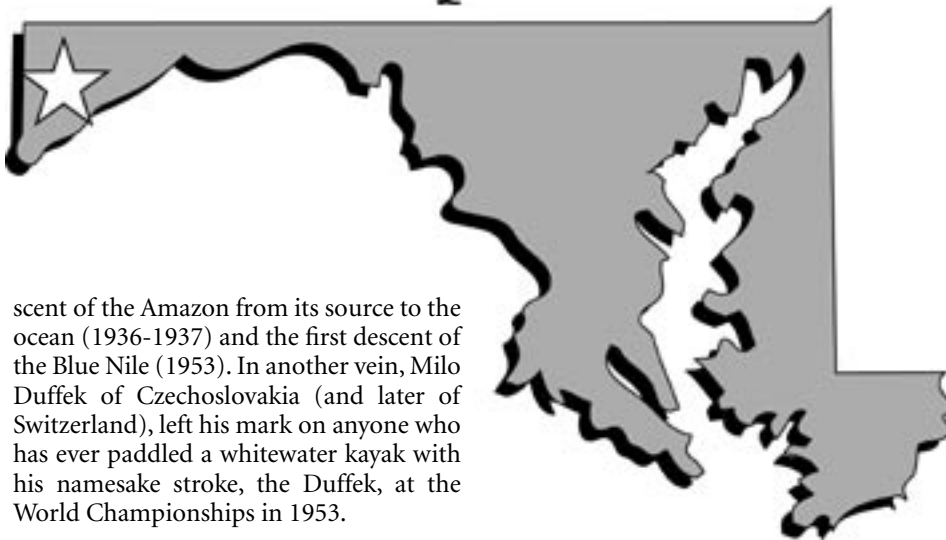 scent of the Amazon from its source to the
ocean (1936-1937) and the first descent of
the Blue Nile (1953). In another vein, Milo
Duffek of Czechoslovakia (and later of
Switzerland), left his mark on anyone who
has ever paddled a whitewater kayak with
his namesake stroke, the Duffek, at the
World Championships in 1953.